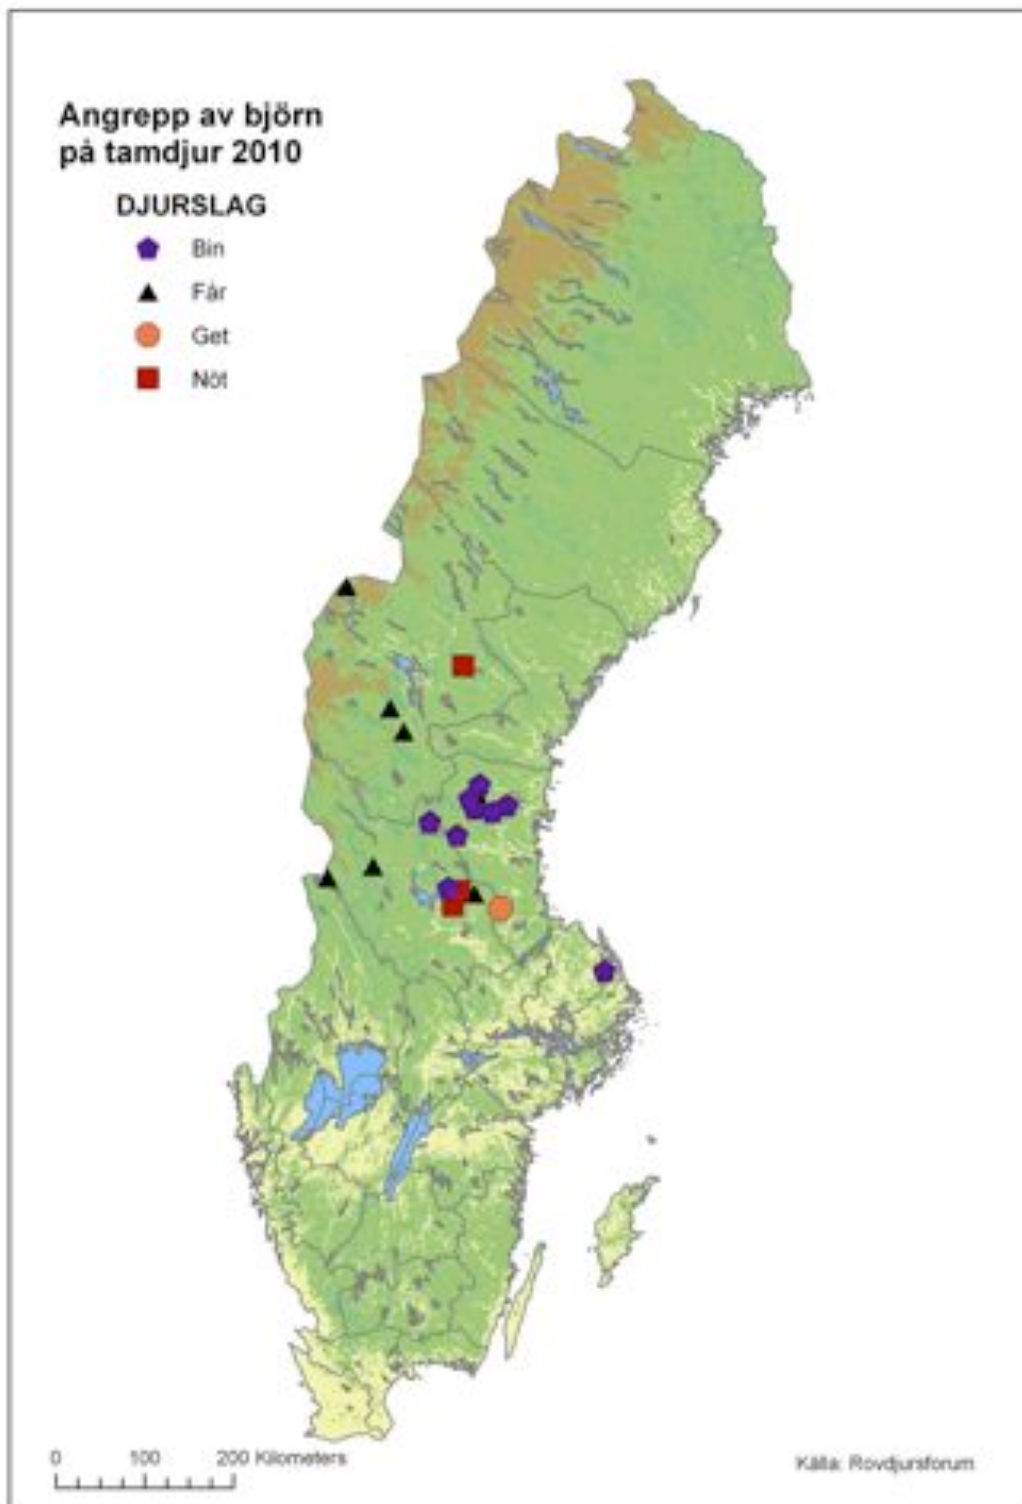 Angrepp av björn
på tamdjur 2010
DJURSLAG
Bin
Får
Get
Nöt
0 100 200 Kilometers
Källa: Rovdjursforum